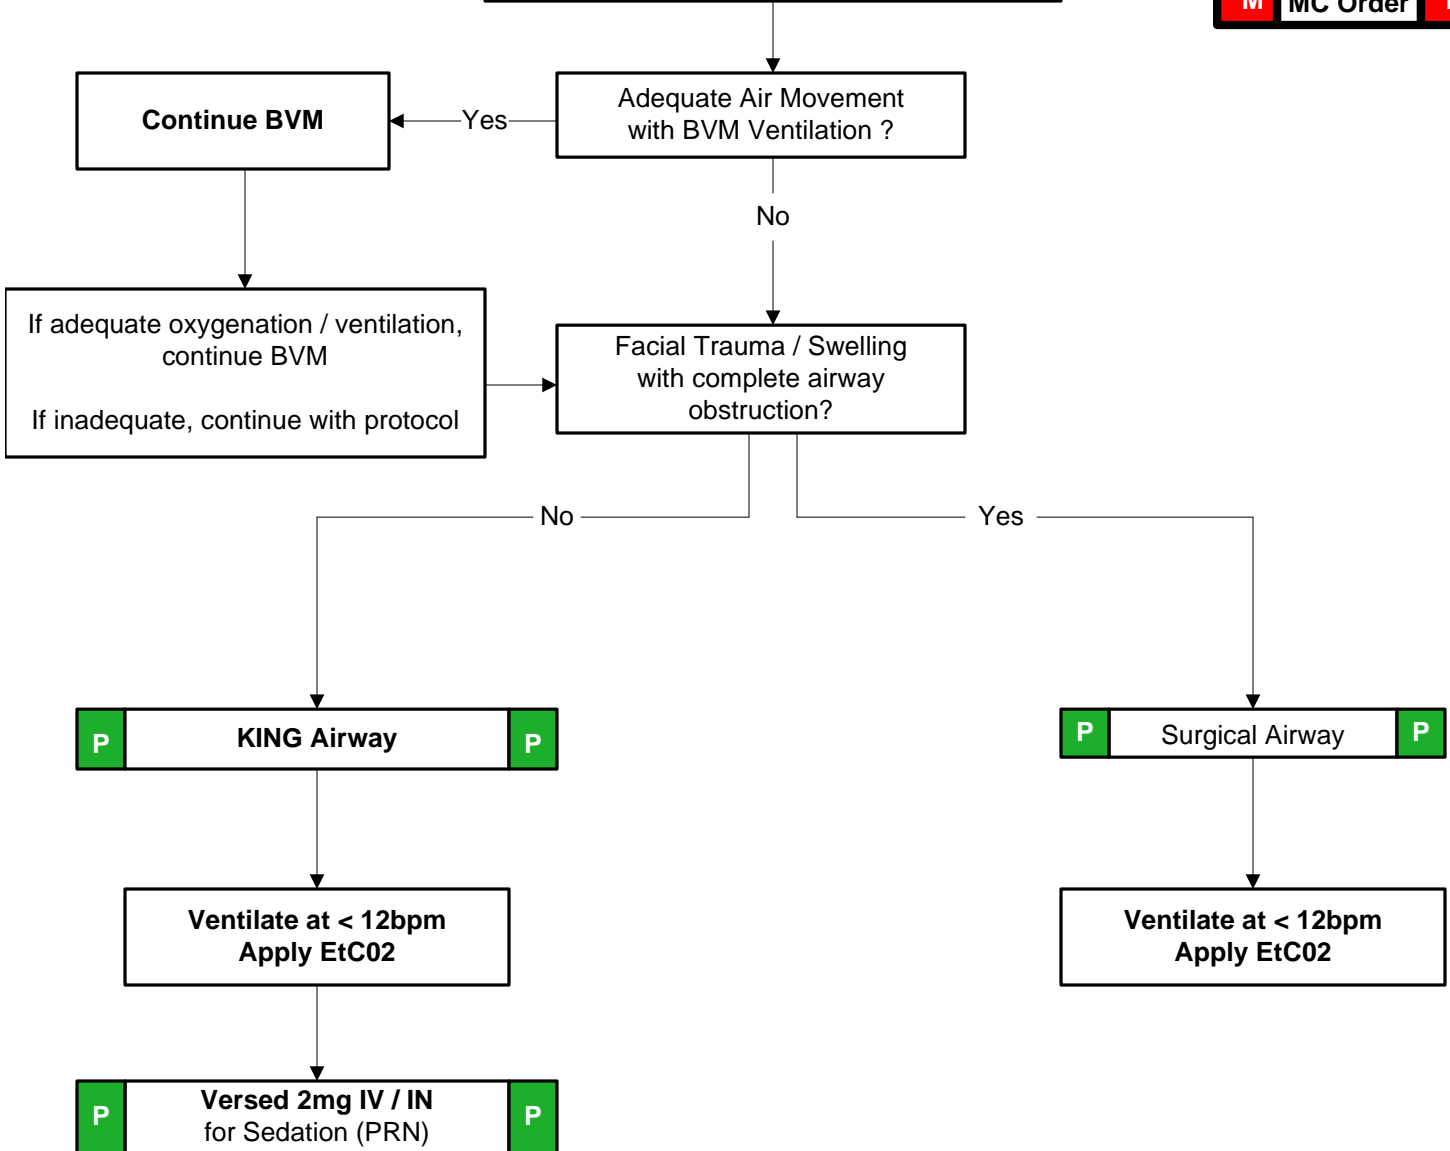 M MC Order
Continue BVM
Yes
Adequate Air Movement
with BVM Ventilation ?
No
If adequate oxygenation / ventilation,
continue BVM
If inadequate, continue with protocol
Facial Trauma / Swelling
with complete airway
obstruction?
No
Yes
P KING Airway P
P Surgical Airway P
Ventilate at < 12bpm
Apply EtC02
Ventilate at < 12bpm
Apply EtC02
P Versed 2mg IV / IN P
for Sedation (PRN)